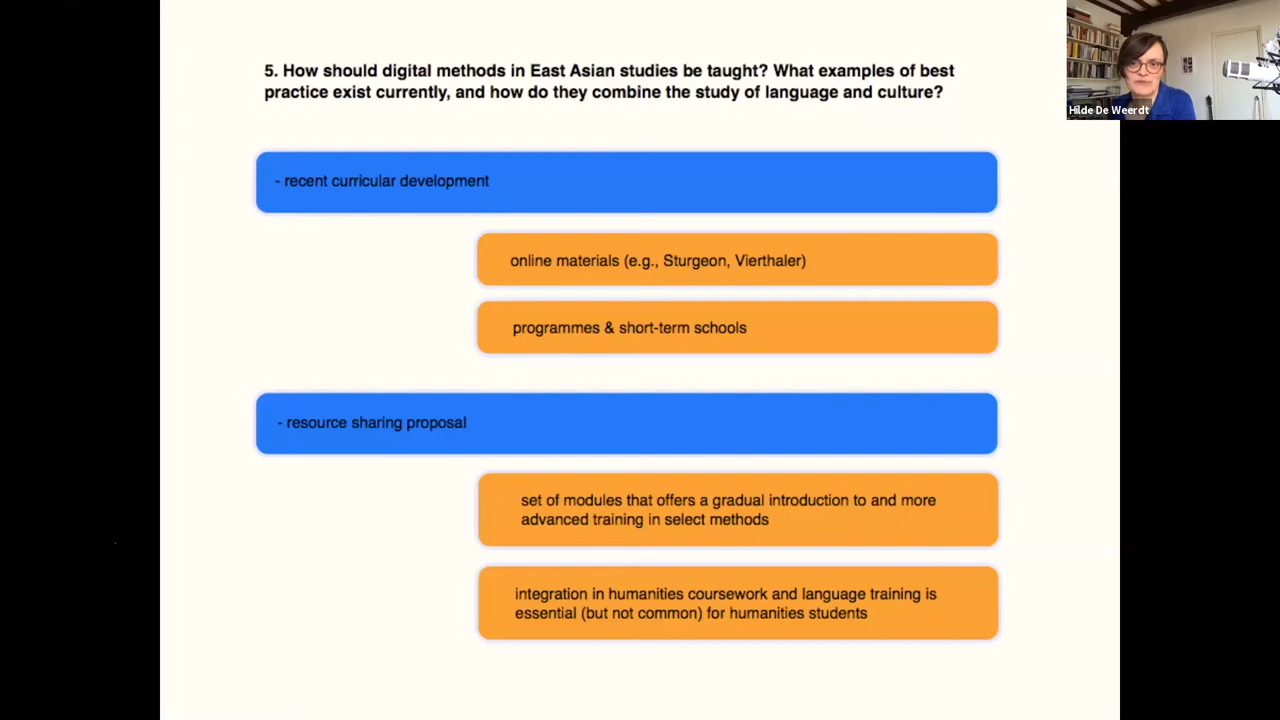 5. How should digital methods in East Asian studies be taught? What examples of best
practice exist currently, and how do they combine the study of language and culture?
Hilde De Weerdt
- recent curricular development
online materials (e.g., Sturgeon, Vierthaler)
programmes & short-term schools
- resource sharing proposal
set of modules that offers a gradual introduction to and more
advanced training in select methods
integration in humanities coursework and language training is
essential (but not common) for humanities students